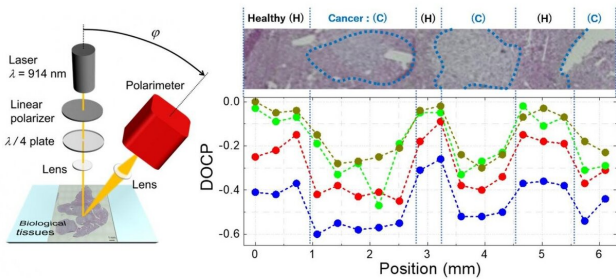 φ
Laser
λ = 914 nm
Polarimeter
Linear
polarizer
λ/4 plate
Lens
Lens
Biological
tissues
Healthy (H)
Cancer : (C)
(H)
(C)
(H)
(C)
DOCP
0.0
-0.2
-0.4
-0.6
0
1
2
3
4
5
6
Position (mm)